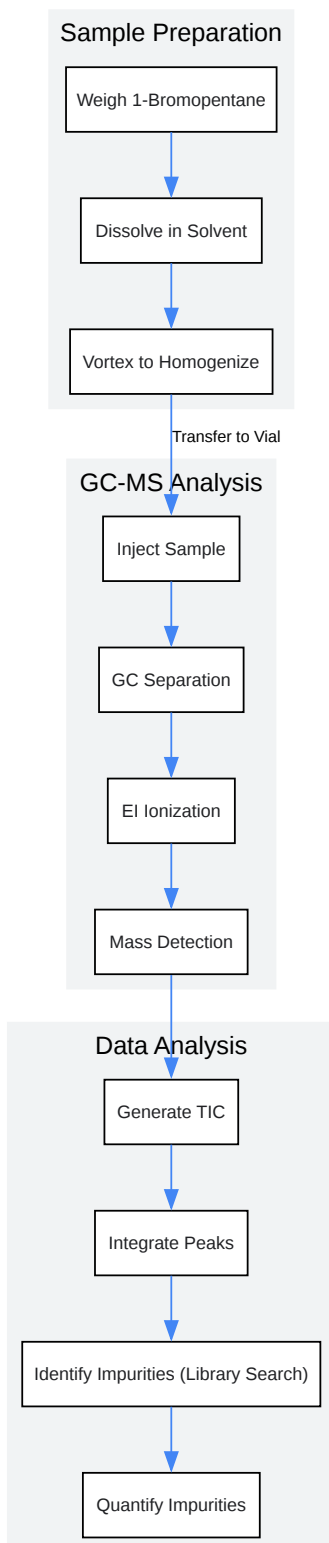 Sample Preparation
Weigh 1-Bromopentane
Dissolve in Solvent
Vortex to Homogenize
Transfer to Vial
GC-MS Analysis
Inject Sample
GC Separation
EI Ionization
Mass Detection
Data Analysis
Generate TIC
Integrate Peaks
Identify Impurities (Library Search)
Quantify Impurities